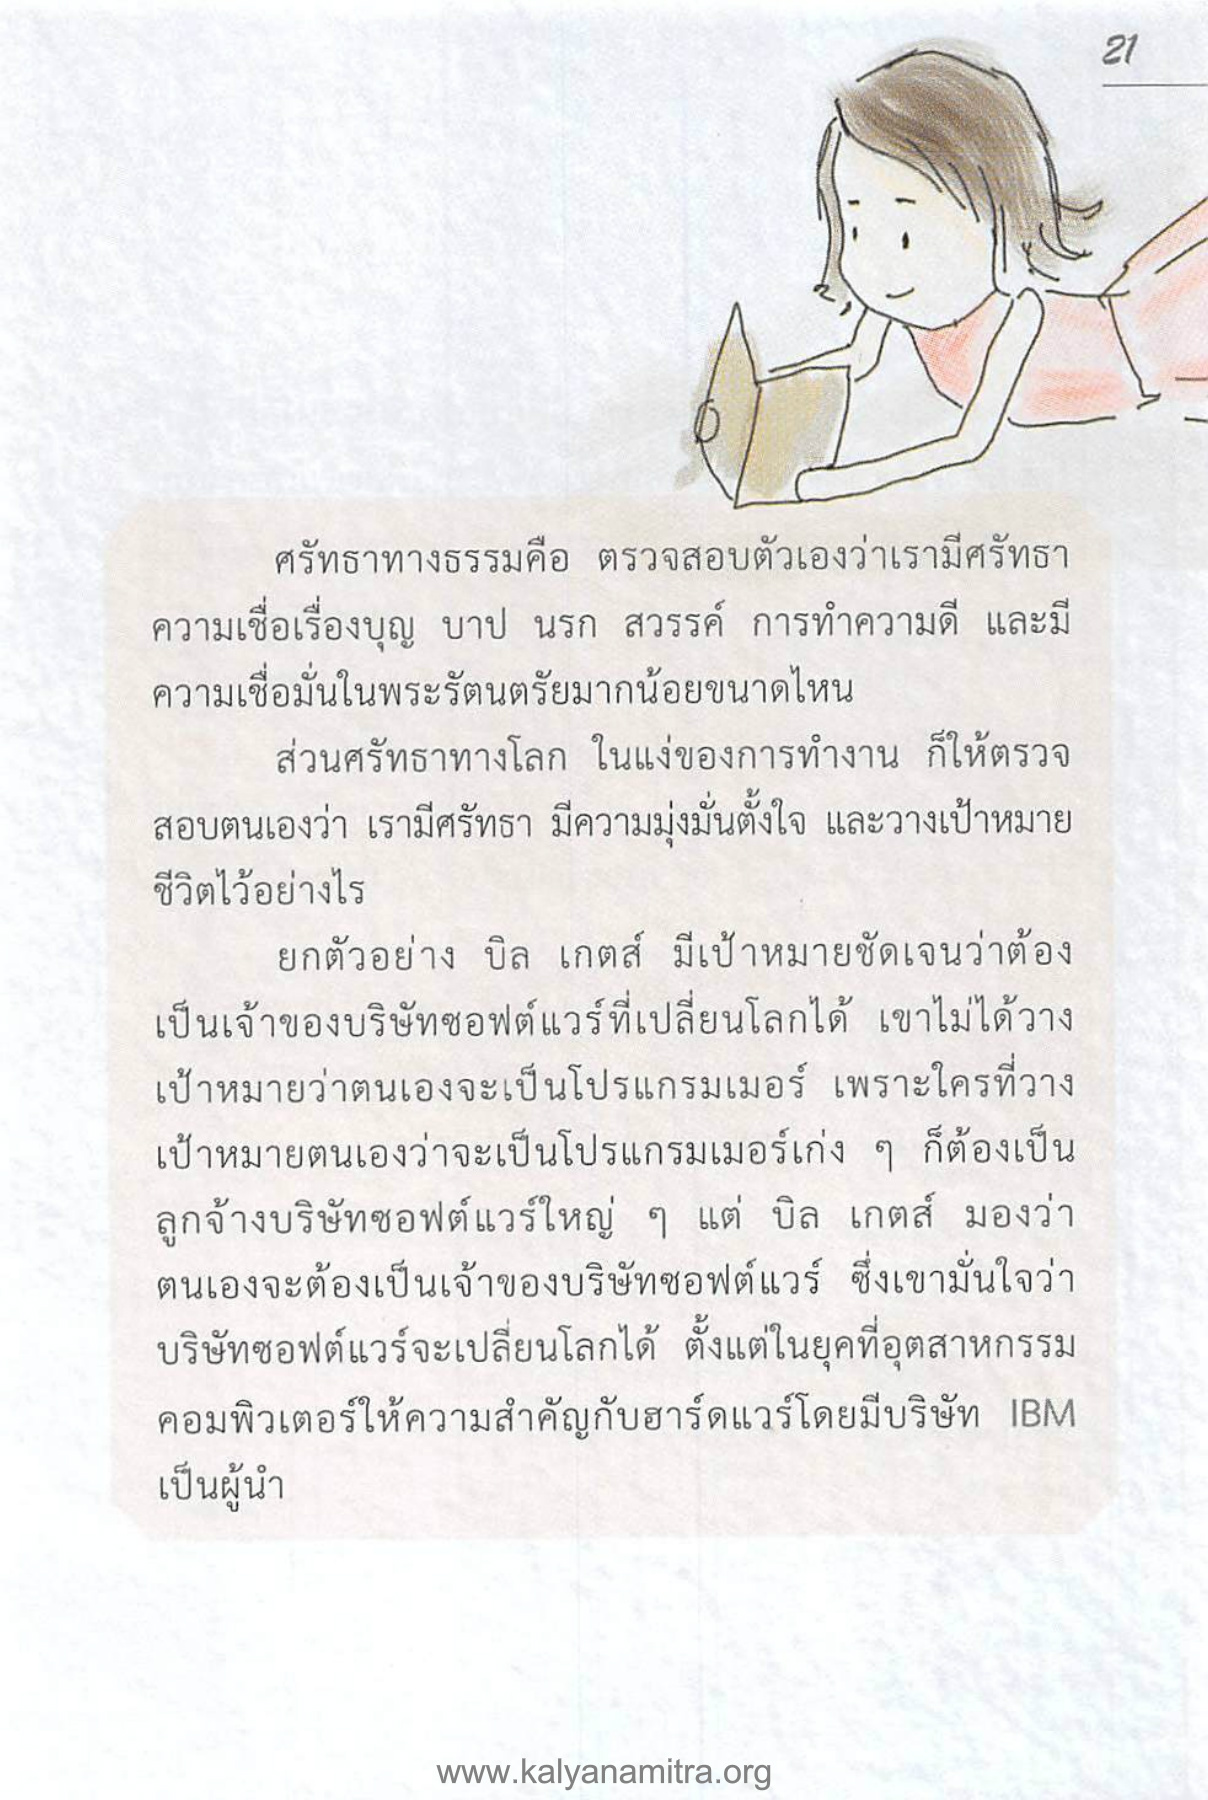 21
ศรัทธาทางธรรมคือ ตรวจสอบตัวเองว่าเรามีศรัทธา
ความเชื่อเรื่องบุญ บาป นรก สวรรค์ การทำความดี และมี
ความเชื่อมั่นในพระรัตนตรัยมากน้อยขนาดไหน
ส่วนศรัทธาทางโลก ในแง่ของการทำงาน ก็ให้ตรวจ
สอบตนเองว่า เรามีศรัทธา มีความมุ่งมั่นตั้งใจ และวางเป้าหมาย
ชีวิตไว้อย่างไร
ยกตัวอย่าง บิล เกตส์ มีเป้าหมายชัดเจนว่าต้อง
เป็นเจ้าของบริษัทซอฟต์แวร์ที่เปลี่ยนโลกได้ เขาไม่ได้วาง
เป้าหมายว่าตนเองจะเป็นโปรแกรมเมอร์ เพราะใครที่วาง
เป้าหมายตนเองว่าจะเป็นโปรแกรมเมอร์เก่ง ๆ ก็ต้องเป็น
ลูกจ้างบริษัทซอฟต์แวร์ใหญ่ ๆ แต่ บิล เกตส์ มองว่า
ตนเองจะต้องเป็นเจ้าของบริษัทซอฟต์แวร์ ซึ่งเขามั่นใจว่า
บริษัทซอฟต์แวร์จะเปลี่ยนโลกได้ ตั้งแต่ในยุคที่อุตสาหกรรม
คอมพิวเตอร์ให้ความสำคัญกับฮาร์ดแวร์โดยมีบริษัท IBM
เป็นผู้นำ
www.kalyanamitra.org